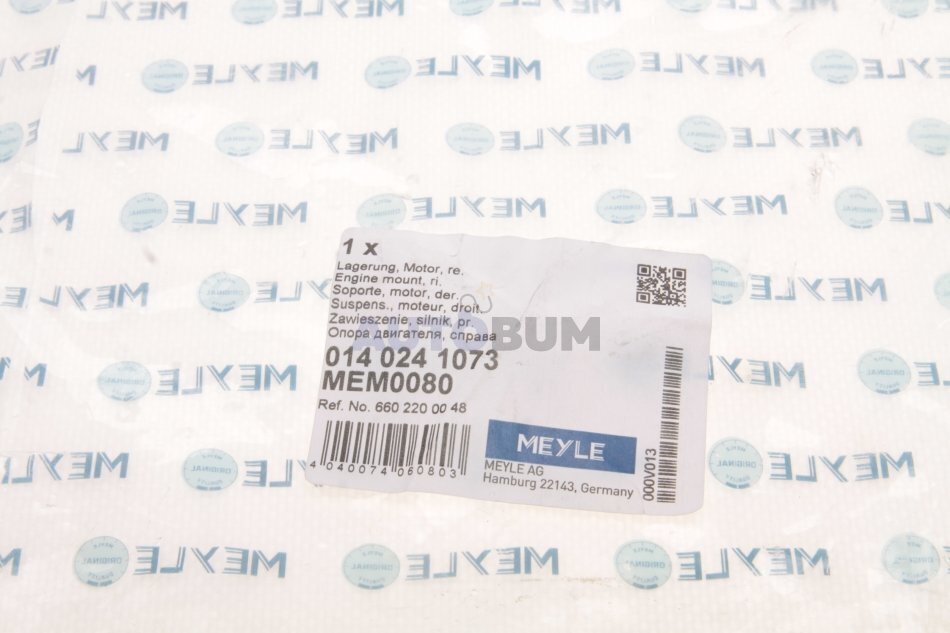 1 x
Lagerung, Motor, re.
Engine mount, ri.
Soporte, motor, der.
Suspens., moteur, droit.
Zawieszenie, silnik, pr.
Опора двигателя, справа
AUTOBUM
014 024 1073
MEM0080
Ref. No. 660 220 00 48
4 040074 060803
MEYLE
MEYLE AG
Hamburg 22143, Germany
000V013